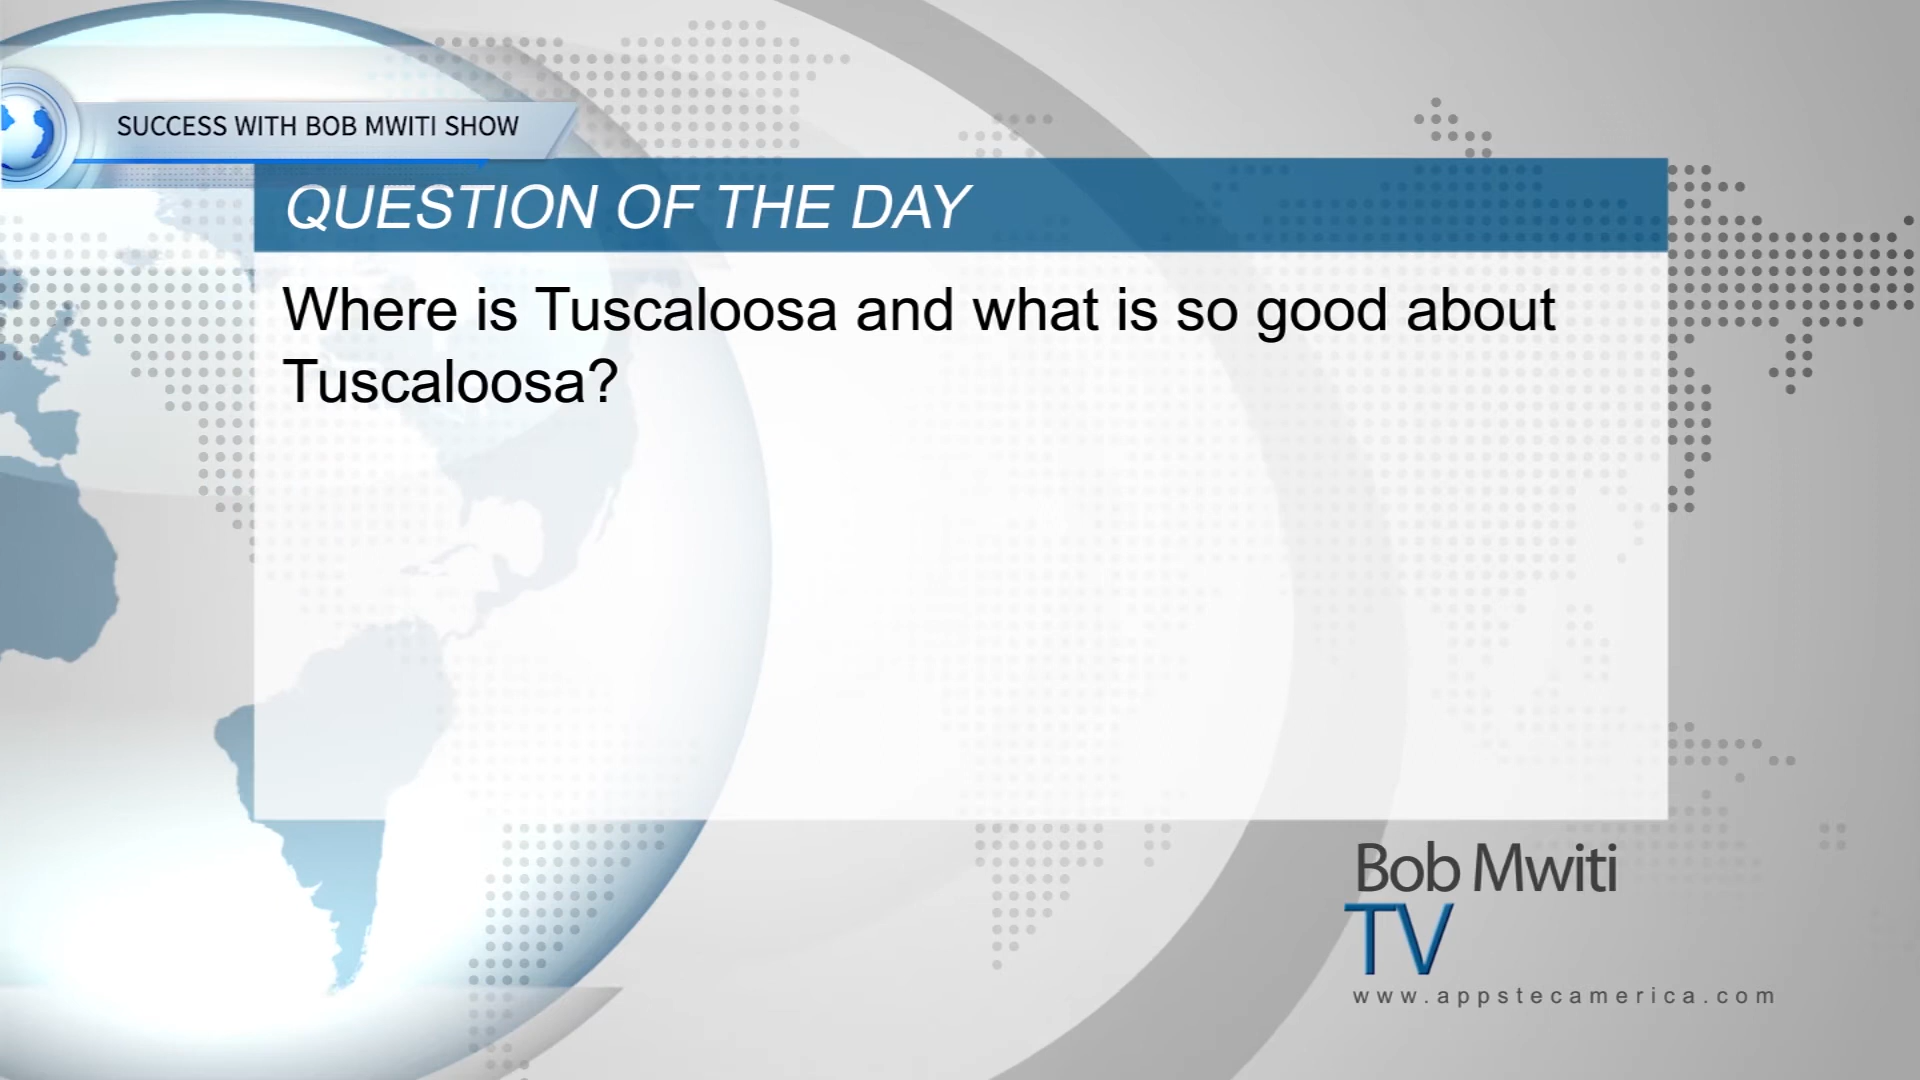 SUCCESS WITH BOB MWITI SHOW
QUESTION OF THE DAY
Where is Tuscaloosa and what is so good about
Tuscaloosa?
Bob Mwiti
TV
www.appstecamerica.com